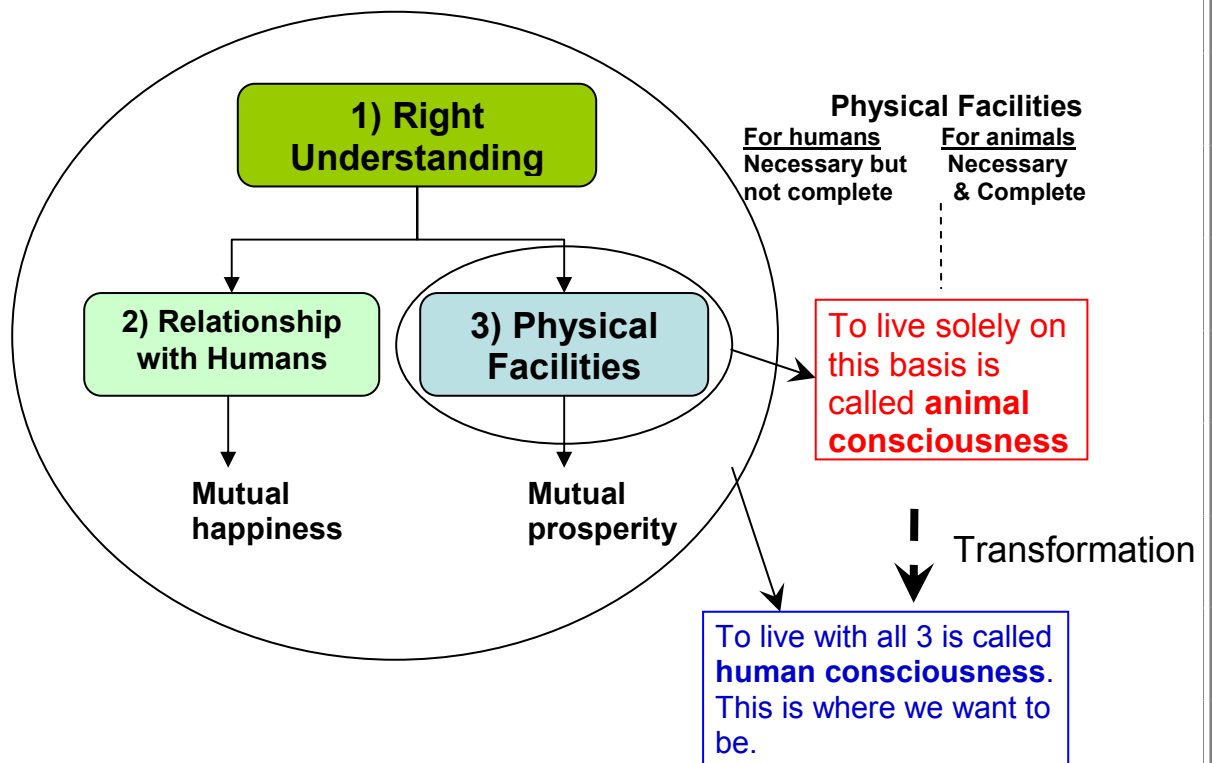 1) Right
Understanding
Physical Facilities
For humans
Necessary but
not complete
For animals
Necessary
& Complete
2) Relationship
with Humans
3) Physical
Facilities
To live solely on
this basis is
called animal
consciousness
Mutual
happiness
Mutual
prosperity
Transformation
To live with all 3 is called
human consciousness.
This is where we want to
be.